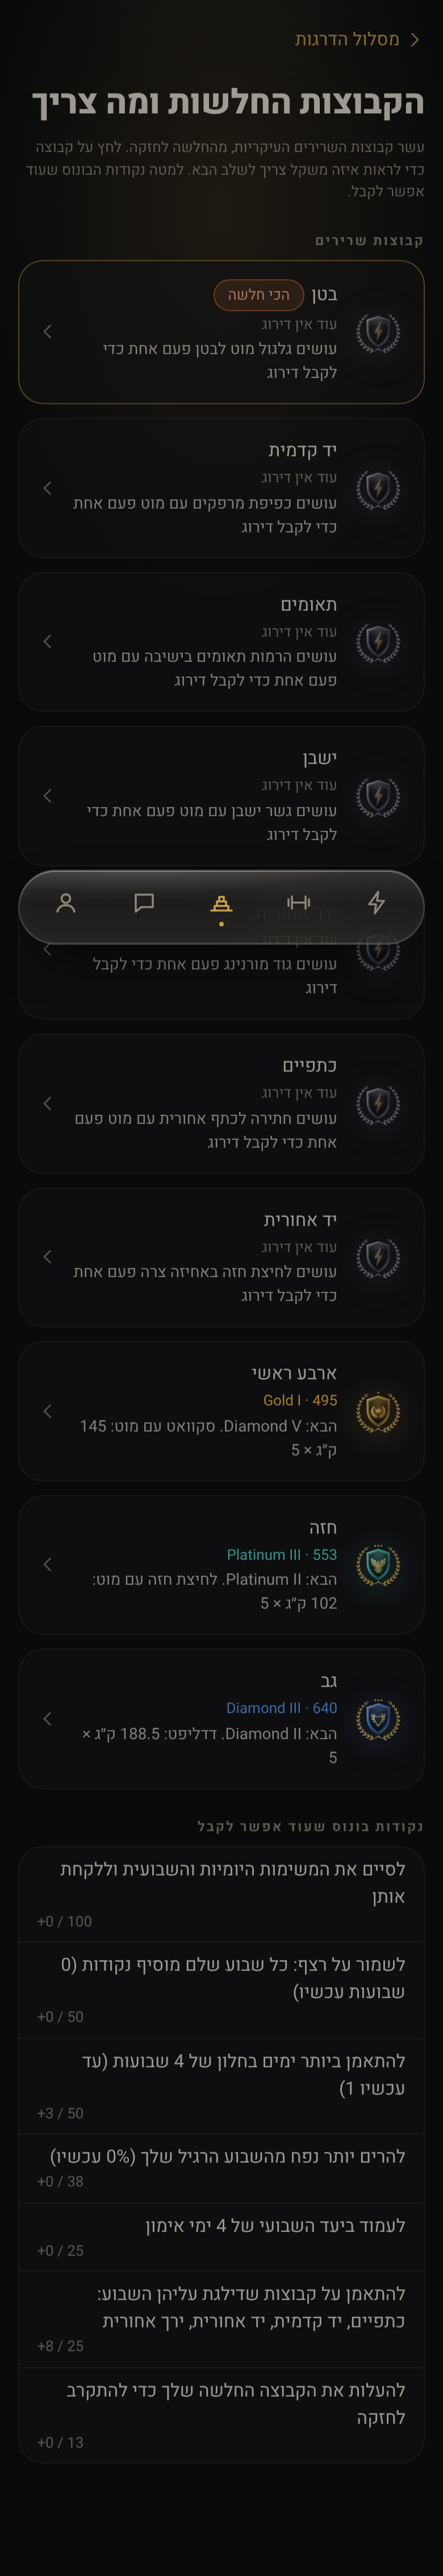 מסלול הדרגות
הקבוצות החלשות ומה צריך
עשר קבוצות השרירים העיקריות, מהחלשה לחזקה. לחץ על קבוצה
כדי לראות איזה משקל צריך לשלב הבא. למטה נקודות הבונוס שעוד
אפשר לקבל.
קבוצות שרירים
בטן הכי חלשה
עוד אין דירוג
עושים גלגול מוט לבטן פעם אחת כדי
לקבל דירוג
יד קדמית
עוד אין דירוג
עושים כפיפת מרפקים עם מוט פעם אחת
כדי לקבל דירוג
תאומים
עוד אין דירוג
עושים הרמות תאומים בישיבה עם מוט
פעם אחת כדי לקבל דירוג
ישבן
עוד אין דירוג
עושים גשר ישבן עם מוט פעם אחת כדי
לקבל דירוג
ירך אחורית
עוד אין דירוג
עושים גוד מורנינג פעם אחת כדי לקבל
דירוג
כתפיים
עוד אין דירוג
עושים חתירה לכתף אחורית עם מוט פעם
אחת כדי לקבל דירוג
יד אחורית
עוד אין דירוג
עושים לחיצת חזה באחיזה צרה פעם אחת
כדי לקבל דירוג
ארבע ראשי
Gold I · 495
הבא: Diamond V. סקוואט עם מוט: 145
ק״ג × 5
חזה
Platinum III · 553
הבא: Platinum II. לחיצת חזה עם מוט:
102 ק״ג × 5
גב
Diamond III · 640
הבא: Diamond II. דדליפט: 188.5 ק״ג ×
5
נקודות בונוס שעוד אפשר לקבל
לסיים את המשימות היומיות והשבועית וללקחת
אותן
+0 / 100
לשמור על רצף: כל שבוע שלם מוסיף נקודות (0
שבועות עכשיו)
+0 / 50
להתאמן ביותר ימים בחלון של 4 שבועות (עד
עכשיו 1)
+3 / 50
להרים יותר נפח מהשבוע הרגיל שלך (0% עכשיו)
+0 / 38
לעמוד ביעד השבועי של 4 ימי אימון
+0 / 25
להתאמן על קבוצות שדילגת עליהן השבוע:
כתפיים, יד קדמית, יד אחורית, ירך אחורית
+8 / 25
להעלות את הקבוצה החלשה שלך כדי להתקרב
לחזקה
+0 / 13